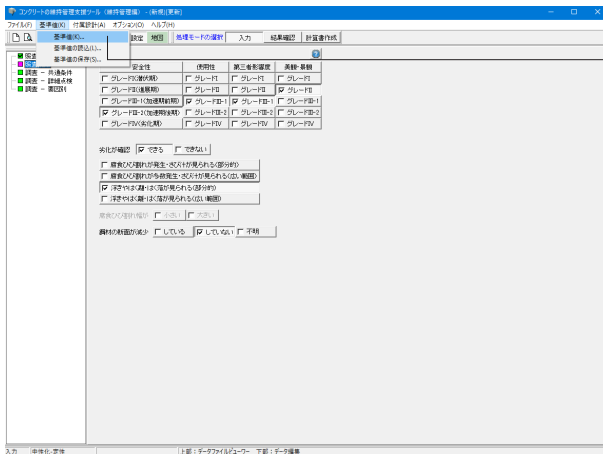 コンクリートの維持管理支援ツール (維持管理編) - (新規)(更新)
ファイル(F) 基準値(K) 付属設計(A) オプション(O) ヘルプ(H)
設定 地図 処理モードの選択 入力 結果確認 計算書作成
基準値(K)...
基準値の読込(L)...
基準値の保存(S)...
調査 - 共通条件
調査 - 詳細点検
調査 - 要因別
安全性 使用性 第三者影響度 美観・景観
グレードI(潜伏期) グレードI グレードI グレードI
グレードII(進展期) グレードII グレードII グレードII
グレードIII-1(加速期前期) グレードIII-1 グレードIII-1 グレードIII-1
グレードIII-2(加速期後期) グレードIII-2 グレードIII-2 グレードIII-2
グレードIV(劣化期) グレードIV グレードIV グレードIV
劣化が確認 できる できない
腐食ひび割れが発生・さび汁が見られる(部分的)
腐食ひび割れが多数発生・さび汁が見られる(広い範囲)
浮きやはく離・はく落が見られる(部分的)
浮きやはく離・はく落が見られる(広い範囲)
腐食ひび割れ幅が 小さい 大きい
鋼材の断面が減少 している していない 不明
入力 中性化-定性 上部:データファイルビューワー 下部:データ編集